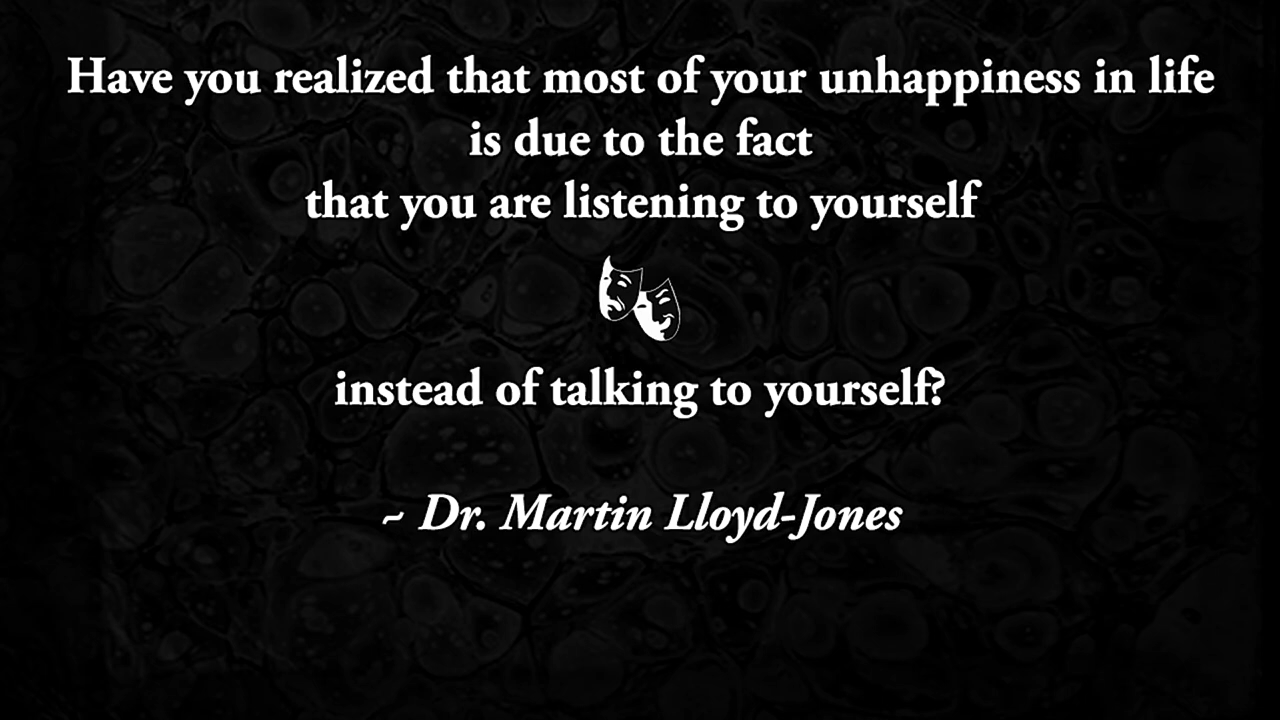 Have you realized that most of your unhappiness in life
is due to the fact
that you are listening to yourself
instead of talking to yourself?
~ Dr. Martin Lloyd-Jones